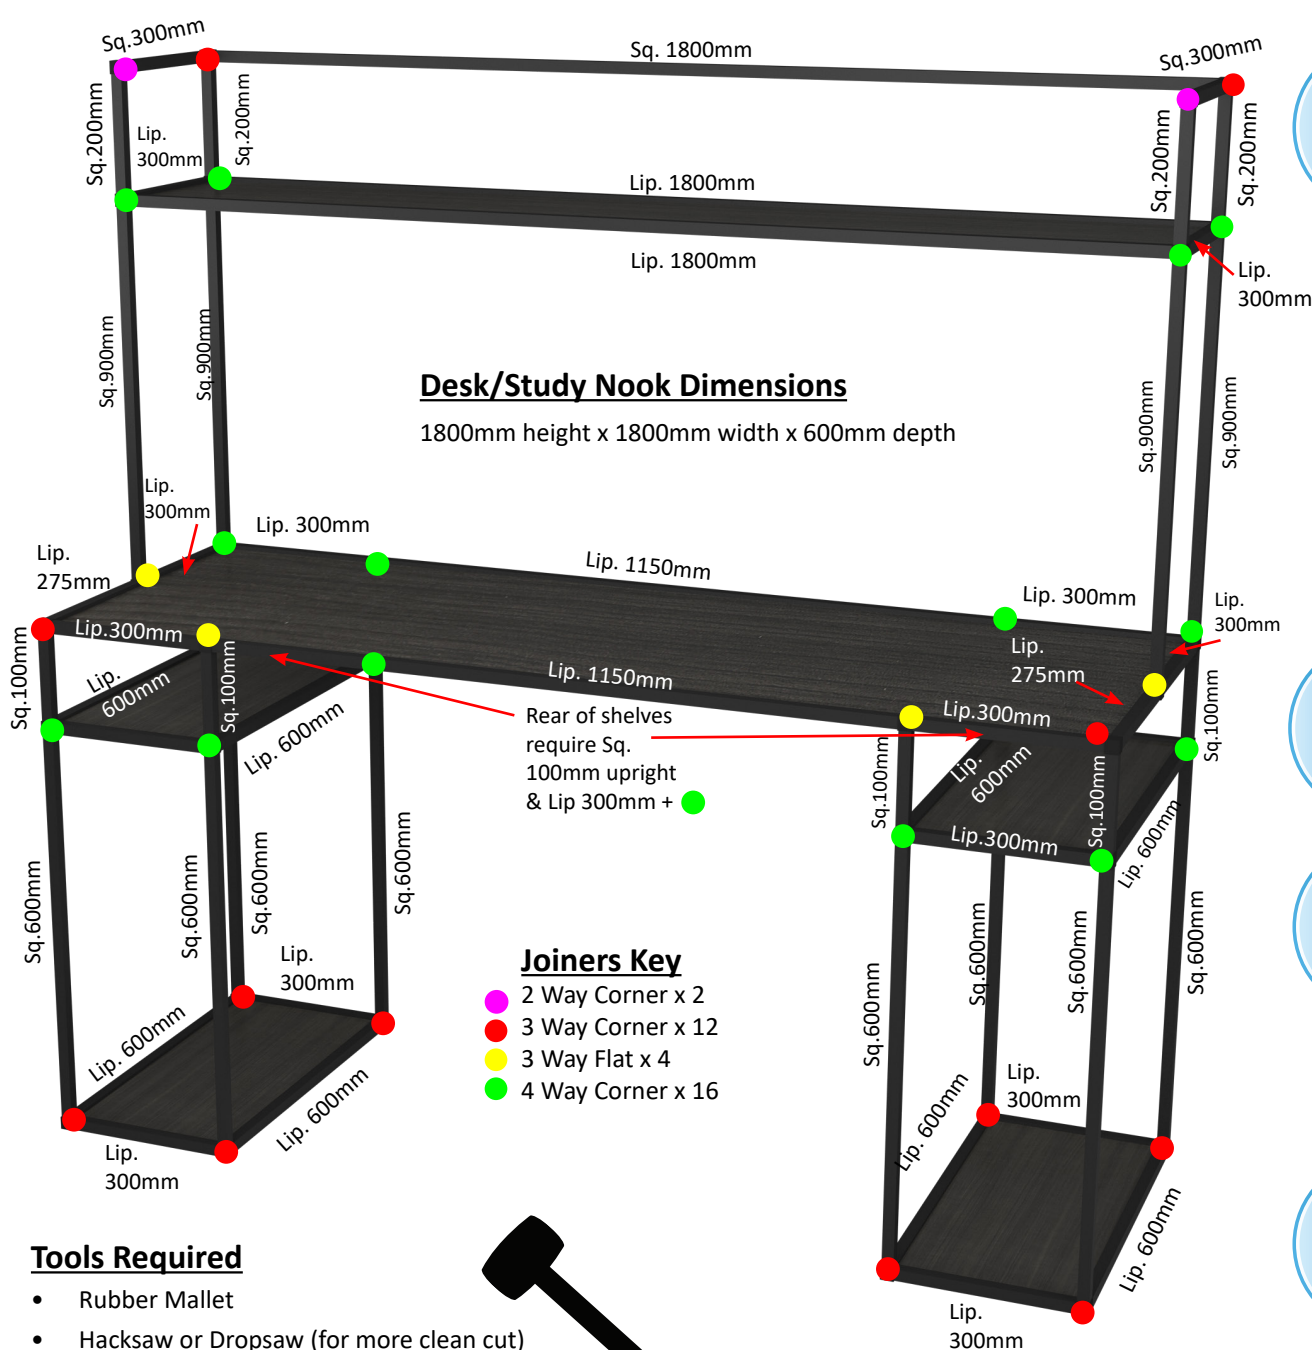 Sq.300mm
Sq. 1800mm
Sq.300mm
Sq.200mm
Lip.
300mm
Sq.200mm
Sq.200mm
Sq.200mm
Lip. 1800mm
Lip. 1800mm
Lip.
300mm
Sq.900mm
Sq.900mm
Desk/Study Nook Dimensions
1800mm height x 1800mm width x 600mm depth
Sq.900mm
Sq.900mm
Lip.
300mm
Lip. 300mm
Lip.
275mm
Lip. 1150mm
Lip. 300mm
Lip.
300mm
Lip.300mm
Sq.100mm
Lip.
600mm
Sq.100mm
Lip. 600mm
Lip. 1150mm
Lip.
275mm
Lip.300mm
Sq.100mm
Rear of shelves
require Sq.
100mm upright
& Lip 300mm +
Sq.100mm
Lip.
600mm
Sq.100mm
Lip.300mm
Lip. 600mm
Sq.600mm
Sq.600mm
Sq.600mm
Sq.600mm
Lip.
300mm
Lip. 600mm
Lip. 600mm
Lip.
300mm
Joiners Key
2 Way Corner x 2
3 Way Corner x 12
3 Way Flat x 4
4 Way Corner x 16
Sq.600mm
Sq.600mm
Sq.600mm
Sq.600mm
Lip.
300mm
Lip. 600mm
Lip. 600mm
Lip.
300mm
Tools Required
• Rubber Mallet
• Hacksaw or Dropsaw (for more clean cut)